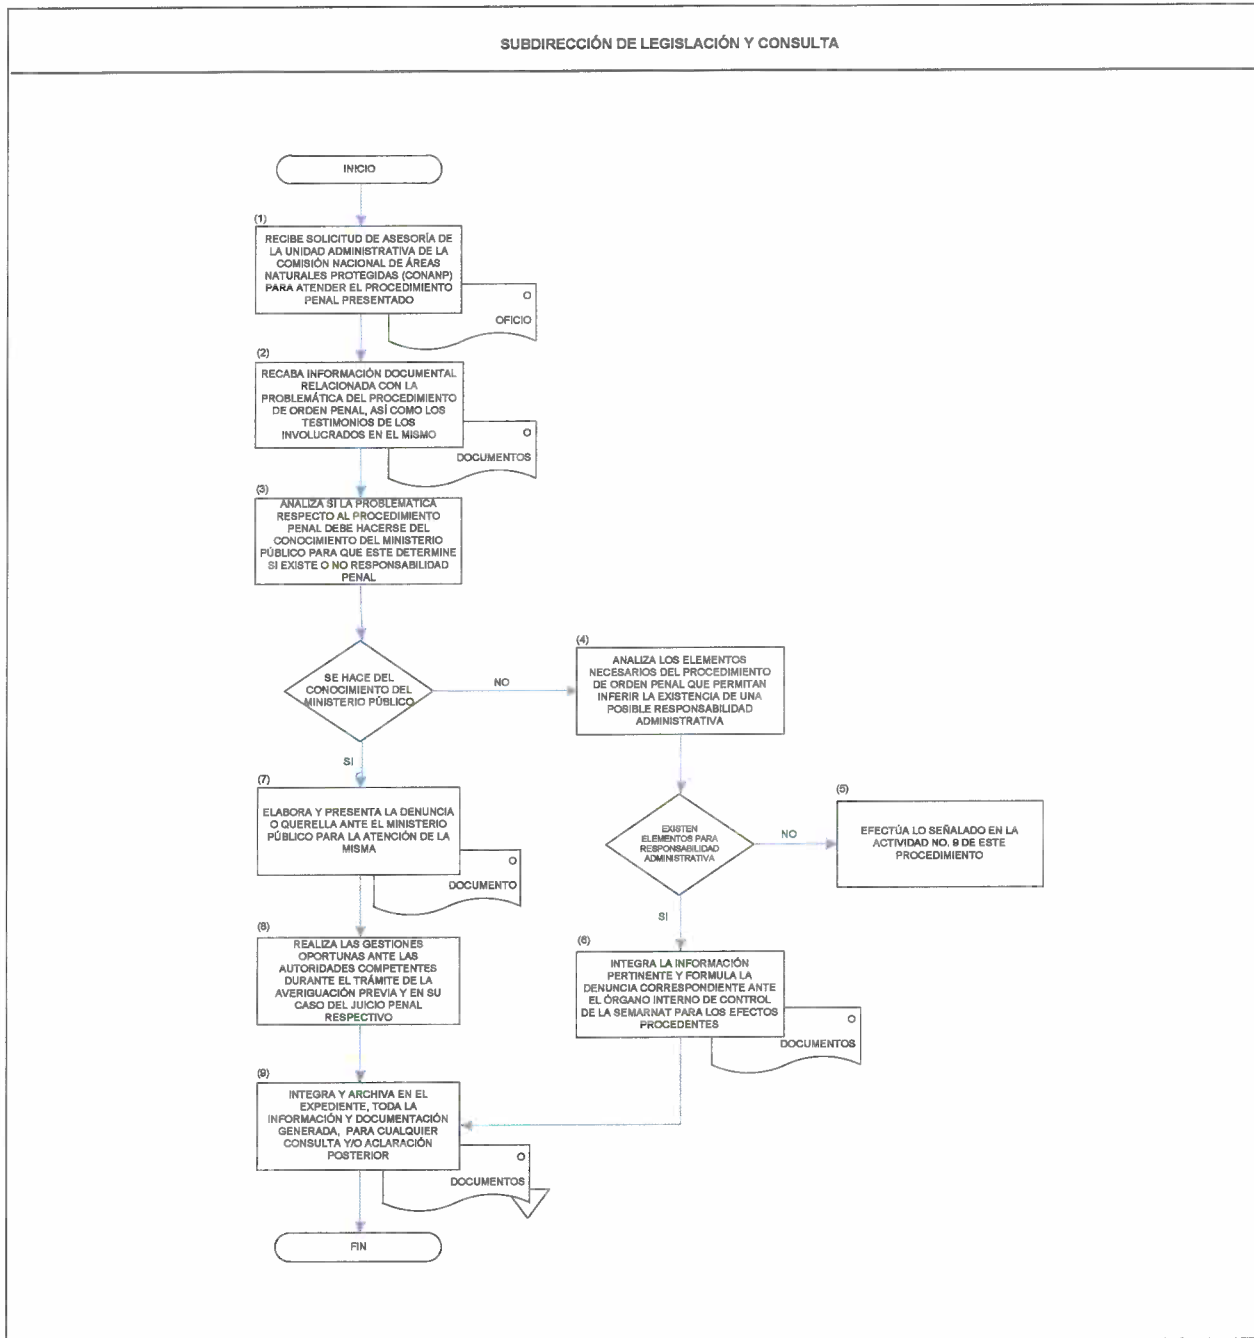 SUBDIRECCIÓN DE LEGISLACIÓN Y CONSULTA
INICIO
(1)
RECIBE SOLICITUD DE ASESORÍA DE
LA UNIDAD ADMINISTRATIVA DE LA
COMISIÓN NACIONAL DE ÁREAS
NATURALES PROTEGIDAS (CONANP)
PARA ATENDER EL PROCEDIMIENTO
PENAL PRESENTADO
O
OFICIO
(2)
RECABA INFORMACIÓN DOCUMENTAL
RELACIONADA CON LA
PROBLEMÁTICA DEL PROCEDIMIENTO
DE ORDEN PENAL, ASÍ COMO LOS
TESTIMONIOS DE LOS
INVOLUCRADOS EN EL MISMO
O
DOCUMENTOS
(3)
ANALIZA SI LA PROBLEMÁTICA
RESPECTO AL PROCEDIMIENTO
PENAL DEBE HACERSE DEL
CONOCIMIENTO DEL MINISTERIO
PÚBLICO PARA QUE ESTE DETERMINE
SI EXISTE O NO RESPONSABILIDAD
PENAL
SE HACE DEL
CONOCIMIENTO DEL
MINISTERIO PÚBLICO
NO
SI
(4)
ANALIZA LOS ELEMENTOS
NECESARIOS DEL PROCEDIMIENTO
DE ORDEN PENAL QUE PERMITAN
INFERIR LA EXISTENCIA DE UNA
POSIBLE RESPONSABILIDAD
ADMINISTRATIVA
EXISTEN
ELEMENTOS PARA
RESPONSABILIDAD
ADMINISTRATIVA
NO
SI
(5)
EFECTÚA LO SEÑALADO EN LA
ACTIVIDAD NO. 9 DE ESTE
PROCEDIMIENTO
(6)
INTEGRA LA INFORMACIÓN
PERTINENTE Y FORMULA LA
DENUNCIA CORRESPONDIENTE ANTE
EL ÓRGANO INTERNO DE CONTROL
DE LA SEMARNAT PARA LOS EFECTOS
PROCEDENTES
O
DOCUMENTOS
(7)
ELABORA Y PRESENTA LA DENUNCIA
O QUERELLA ANTE EL MINISTERIO
PÚBLICO PARA LA ATENCIÓN DE LA
MISMA
O
DOCUMENTO
(8)
REALIZA LAS GESTIONES
OPORTUNAS ANTE LAS
AUTORIDADES COMPETENTES
DURANTE EL TRÁMITE DE LA
AVERIGUACIÓN PREVIA Y EN SU
CASO DEL JUICIO PENAL
RESPECTIVO
(9)
INTEGRA Y ARCHIVA EN EL
EXPEDIENTE, TODA LA
INFORMACIÓN Y DOCUMENTACIÓN
GENERADA, PARA CUALQUIER
CONSULTA Y/O ACLARACIÓN
POSTERIOR
O
DOCUMENTOS
FIN